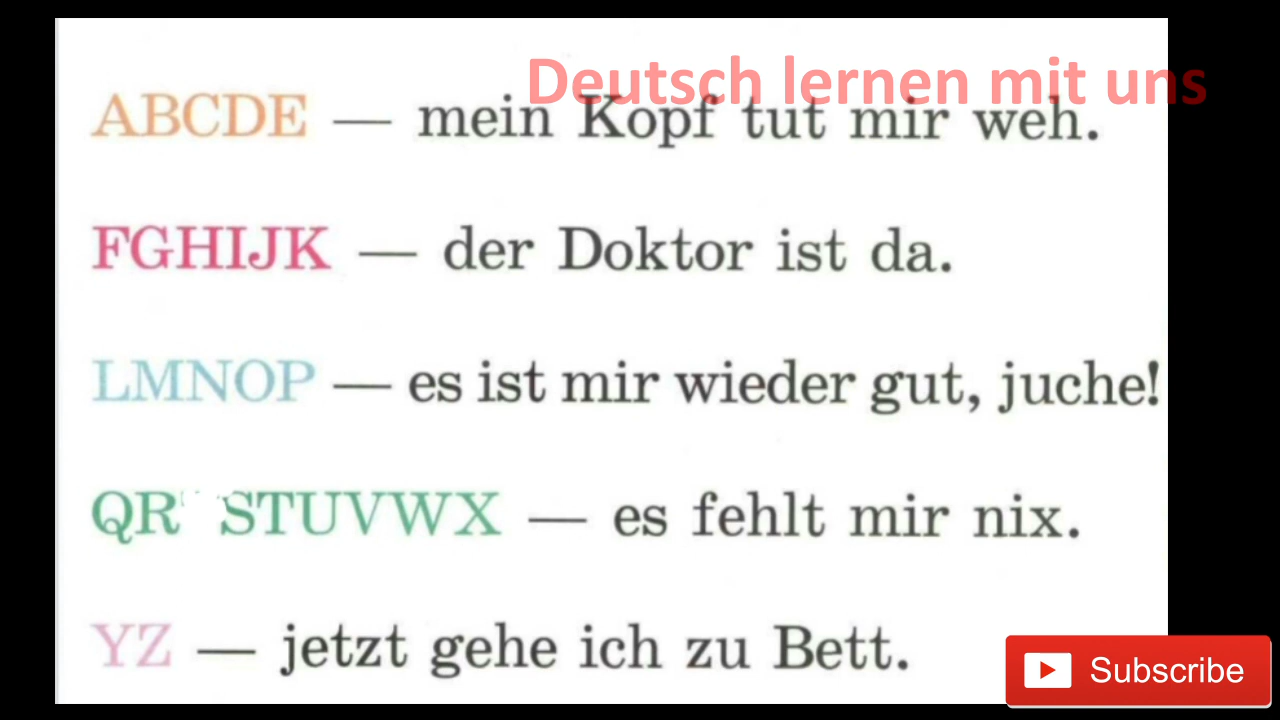 Deutsch lernen mit uns
ABCDE — mein Kopf tut mir weh.
FGHIJK — der Doktor ist da.
LMNOP — es ist mir wieder gut, juche!
QR STUVWX — es fehlt mir nix.
YZ — jetzt gehe ich zu Bett.
Subscribe